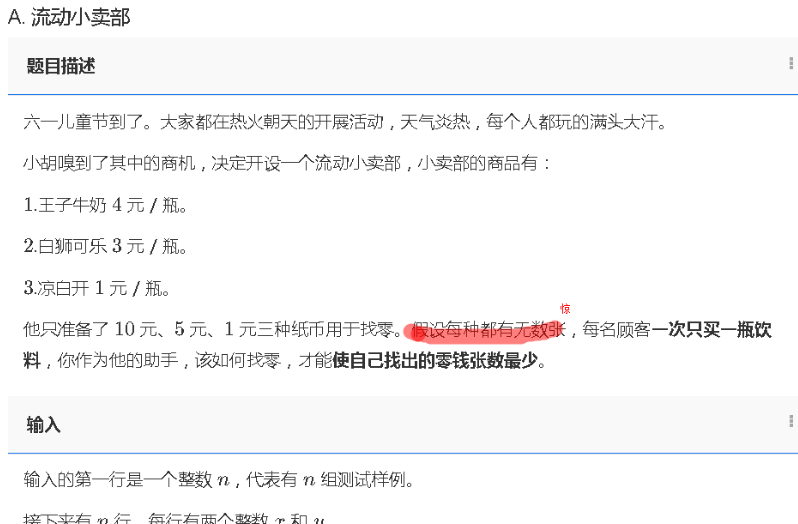 A. 流动小卖部
题目描述
六一儿童节到了。大家都在热火朝天的开展活动，天气炎热，每个人都玩的满头大汗。
小胡嗅到了其中的商机，决定开设一个流动小卖部，小卖部的商品有：
1.王子牛奶 4 元 / 瓶。
2.白狮可乐 3 元 / 瓶。
3.凉白开 1 元 / 瓶。
惊
他只准备了 10 元、5 元、1 元三种纸币用于找零。假设每种都有无数张，每名顾客一次只买一瓶饮
料，你作为他的助手，该如何找零，才能使自己找出的零钱张数最少。
输入
输入的第一行是一个整数 n，代表有 n 组测试样例。
接下来有 n 行，每行有两个整数 x 和 y